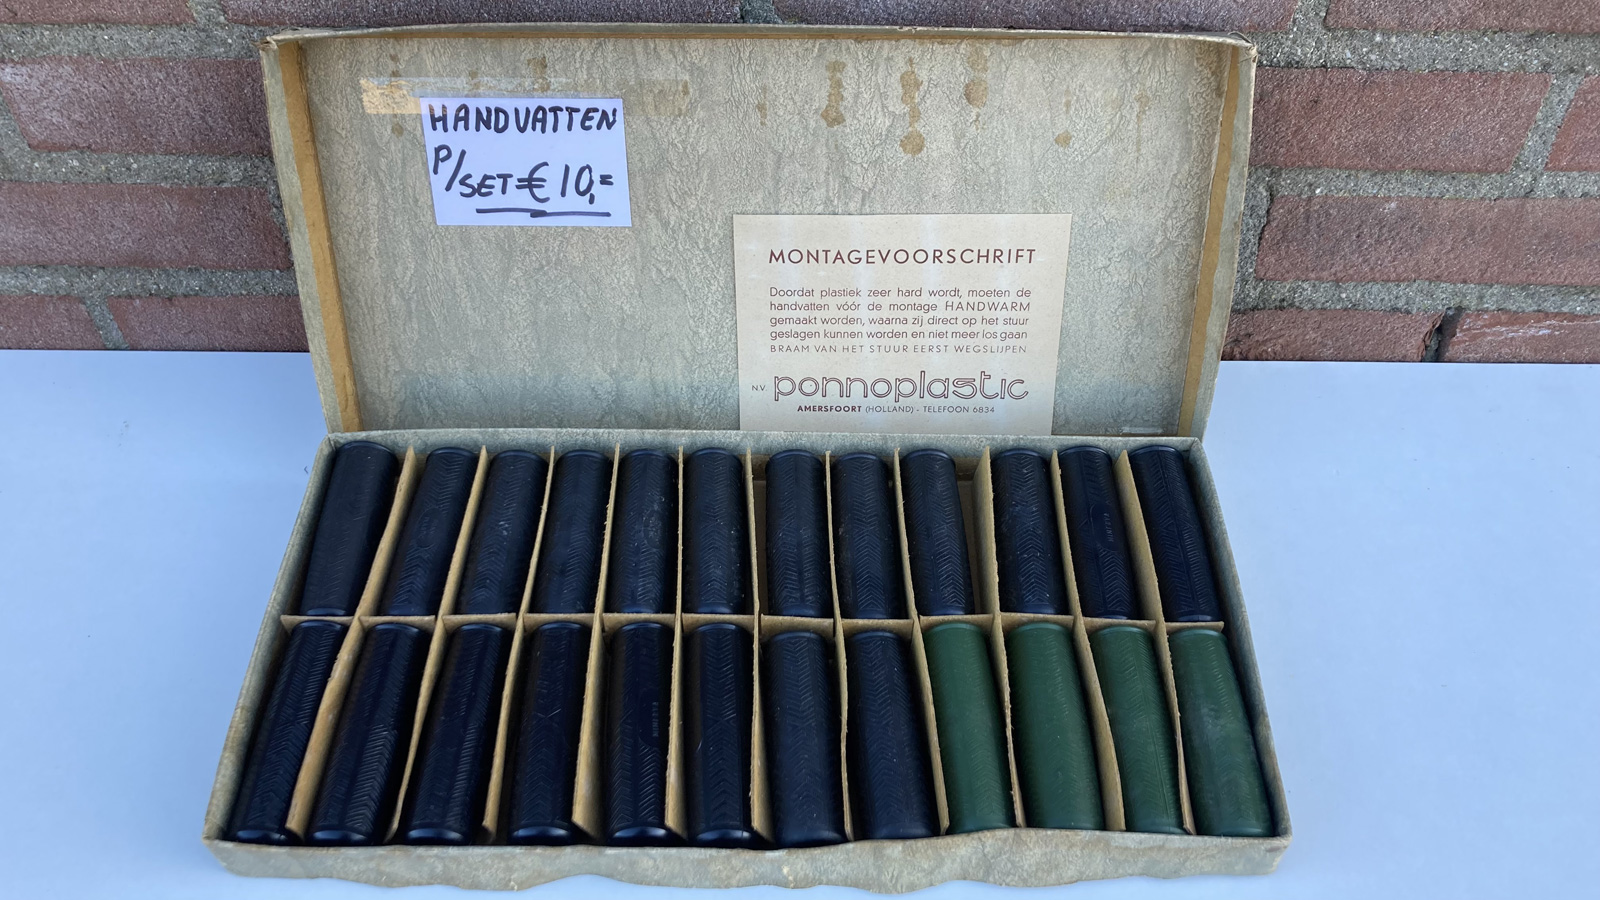 HANDVATTEN
P/SET=€ 10,=
MONTAGEVOORSCHRIFT
Doordat plastiek zeer hard wordt, moeten de
handvatten vóór de montage HANDWARM
gemaakt worden, waarna zij direct op het stuur
geslagen kunnen worden en niet meer los gaan
BRAAM VAN HET STUUR EERST WEGSLIJPEN
N.V. ponnoplastic
AMERSFOORT (HOLLAND) - TELEFOON 6834